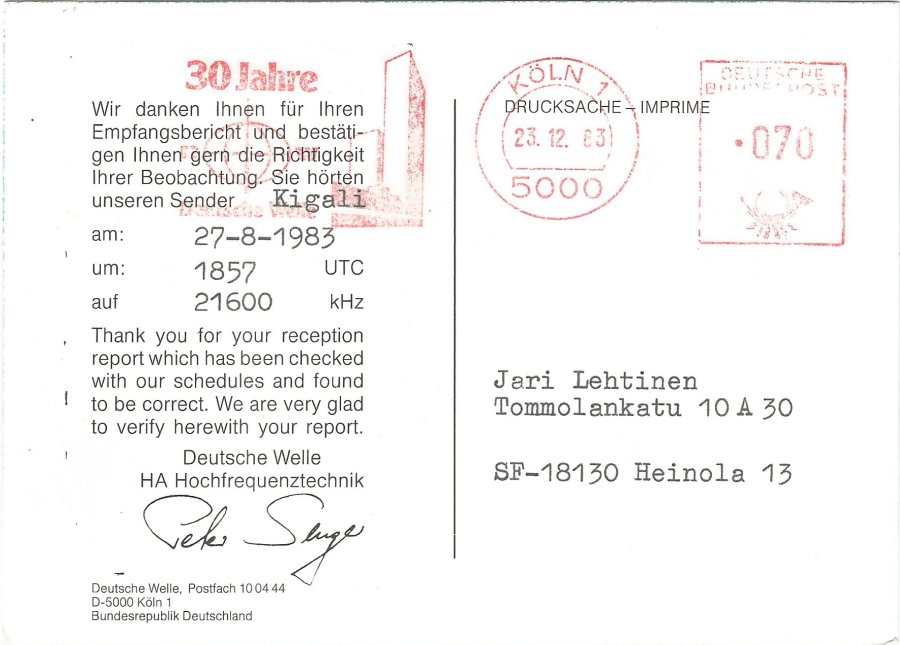 30 Jahre
Wir danken Ihnen für Ihren
Empfangsbericht und bestäti-
gen Ihnen gern die Richtigkeit
Ihrer Beobachtung. Sie hörten
unseren Sender Kigali
Deutsche Welle
am: 27-8-1983
um: 1857 UTC
auf 21600 kHz
Thank you for your reception
report which has been checked
with our schedules and found
to be correct. We are very glad
to verify herewith your report.
Deutsche Welle
HA Hochfrequenztechnik
Deutsche Welle, Postfach 10 04 44
D-5000 Köln 1
Bundesrepublik Deutschland
KÖLN 1
23.12.83
5000
DRUCKSACHE – IMPRIME
DEUTSCHE
BUNDESPOST
070
Jari Lehtinen
Tommolankatu 10 A 30
SF-18130 Heinola 13